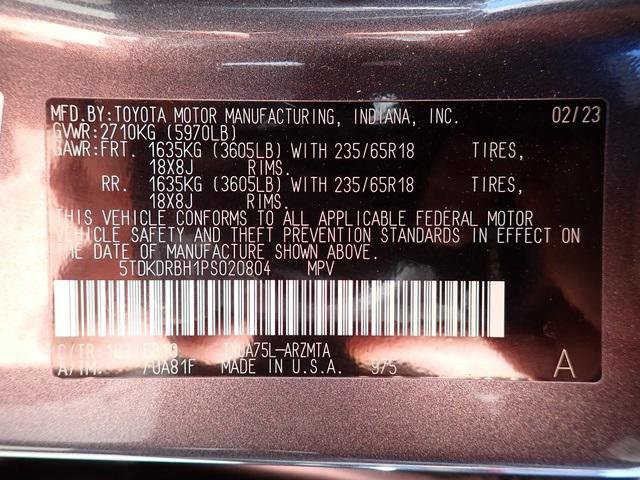 MFD.BY:TOYOTA MOTOR MANUFACTURING, INDIANA, INC. 02/23
GVWR:2710KG (5970LB)
GAWR:FRT. 1635KG (3605LB) WITH 235/65R18 TIRES,
18X8J RIMS.
RR. 1635KG (3605LB) WITH 235/65R18 TIRES,
18X8J RIMS.
THIS VEHICLE CONFORMS TO ALL APPLICABLE FEDERAL MOTOR
VEHICLE SAFETY AND THEFT PREVENTION STANDARDS IN EFFECT ON
THE DATE OF MANUFACTURE SHOWN ABOVE.
5TDKDRBH1PS020804 MPV
C/TR: 
A/TM: /UA81F MADE IN U.S.A. 975 A